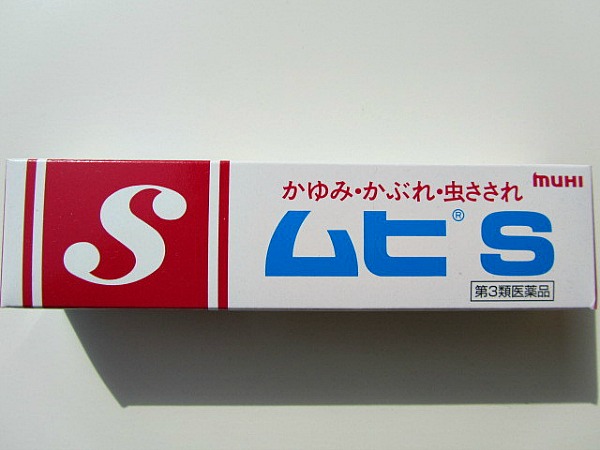 S
かゆみ・かぶれ・虫さされ
muHI
ムヒ® S
第3類医薬品